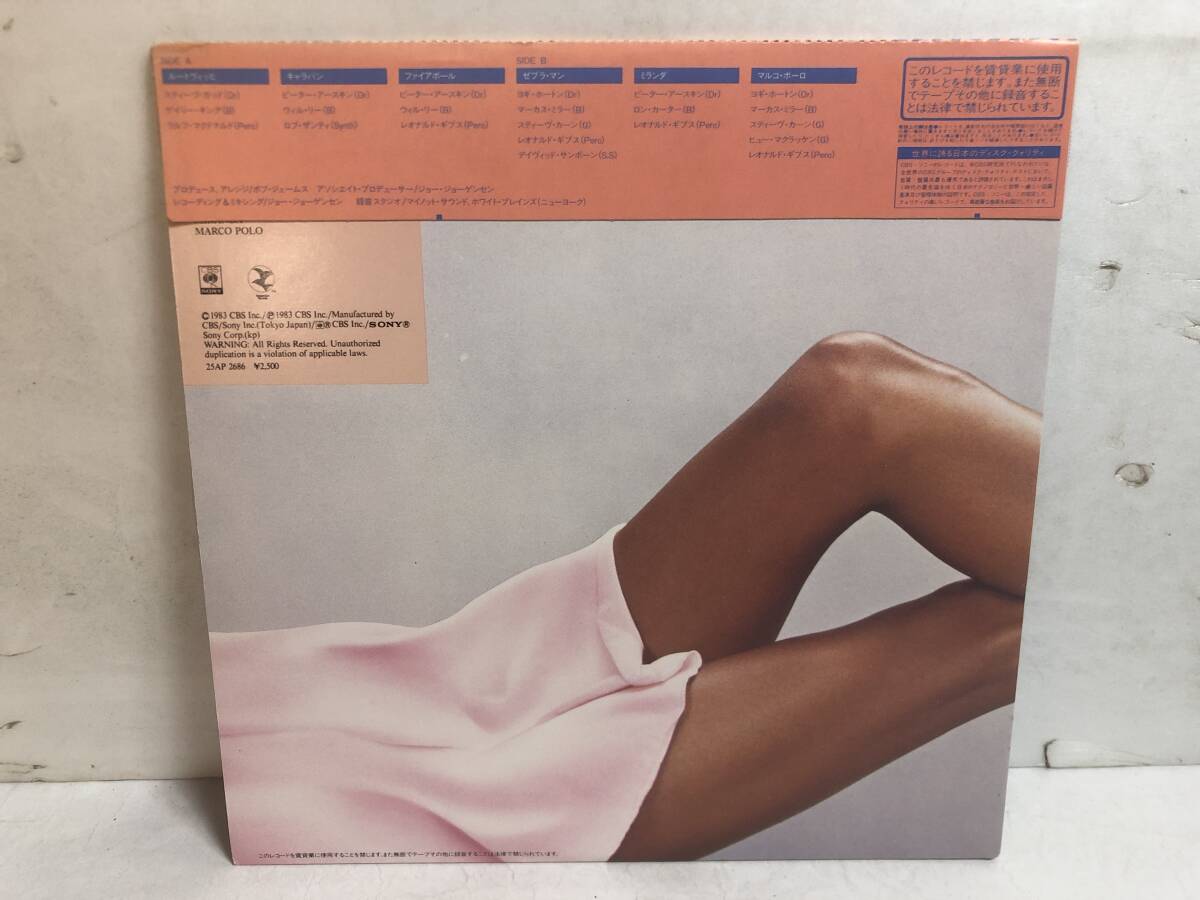 SIDE A
SIDE B
ルートヴィッヒ
スティーヴ・ガッド(Dr)
ゲイリー・キング(B)
ラルフ・マクドナルド(Perc)
キャラバン
ピーター・アースキン(Dr)
ウィル・リー(B)
ロブ・ザンティ(Synth)
ファイアボール
ピーター・アースキン(Dr)
ウィル・リー(B)
レオナルド・ギブス(Perc)
ゼブラ・マン
ヨギ・ホートン(Dr)
マーカス・ミラー(B)
スティーヴ・カーン(G)
レオナルド・ギブス(Perc)
デイヴィッド・サンボーン(S.S)
ミランダ
ピーター・アースキン(Dr)
ロン・カーター(B)
レオナルド・ギブス(Perc)
マルコ・ポーロ
ヨギ・ホートン(Dr)
マーカス・ミラー(B)
スティーヴ・カーン(G)
ヒュー・マクラッケン(G)
レオナルド・ギブス(Perc)
プロデュース, アレンジ/ボブ・ジェームス アソシエイト・プロデューサー/ジョー・ジョーゲンセン
レコーディング&ミキシング/ジョー・ジョーゲンセン 録音スタジオ/マイノット・サウンド, ホワイト・プレインズ(ニューヨーク)
このレコードを賃貸業に使用
することを禁じます。また無断
でテープその他に録音するこ
とは法律で禁じられています。
世界に誇る日本のディスク・クォリティ
MARCO POLO
CBS
SONY
©1983 CBS Inc./℗1983 CBS Inc./Manufactured by
CBS/Sony Inc.(Tokyo Japan)/ ® CBS Inc./SONY®
Sony Corp.(kp)
WARNING: All Rights Reserved. Unauthorized
duplication is a violation of applicable laws.
25AP 2686 ¥2,500
このレコードを賃貸業に使用することを禁じます。また無断でテープその他に録音することは法律で禁じられています。